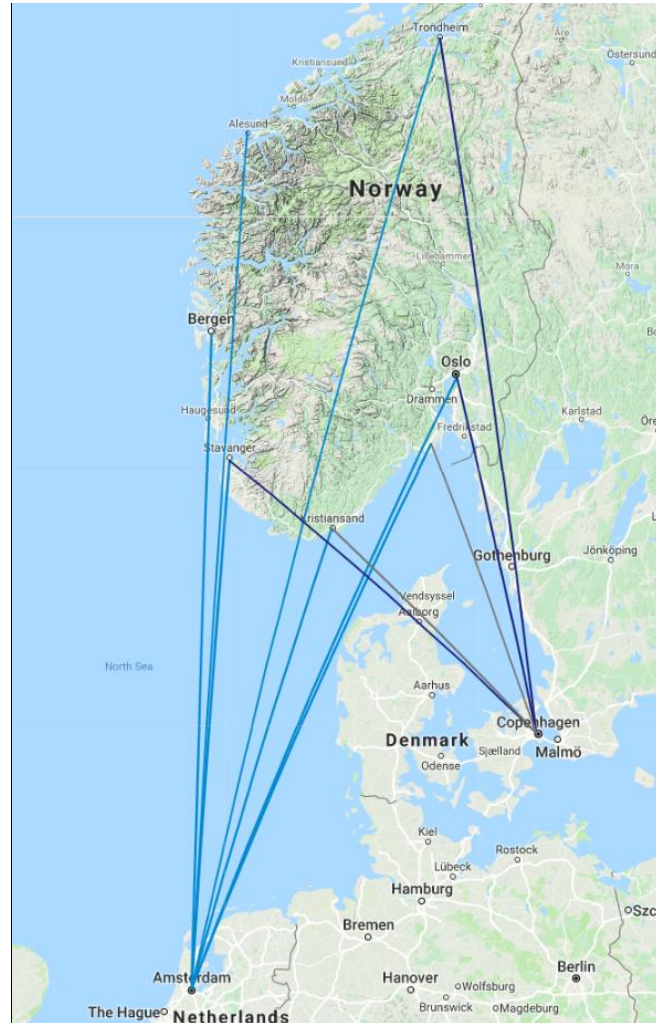 Trondheim
Åre
Östersund
Kristiansund
Molde
Alesund
Norway
Lillehammer
Mora
Bergen
Oslo
Drammen
Haugesund
Fredrikstad
Karlstad
Stavanger
Kristiansand
Gothenburg
Jönköping
Vendsyssel
Aalborg
North Sea
Aarhus
Copenhagen
Denmark
Sjælland
Malmö
Odense
Kiel
Rostock
Lübeck
Hamburg
Szc
Bremen
Amsterdam
Hanover
Wolfsburg
Berlin
Brunswick
Magdeburg
The Hague
Netherlands